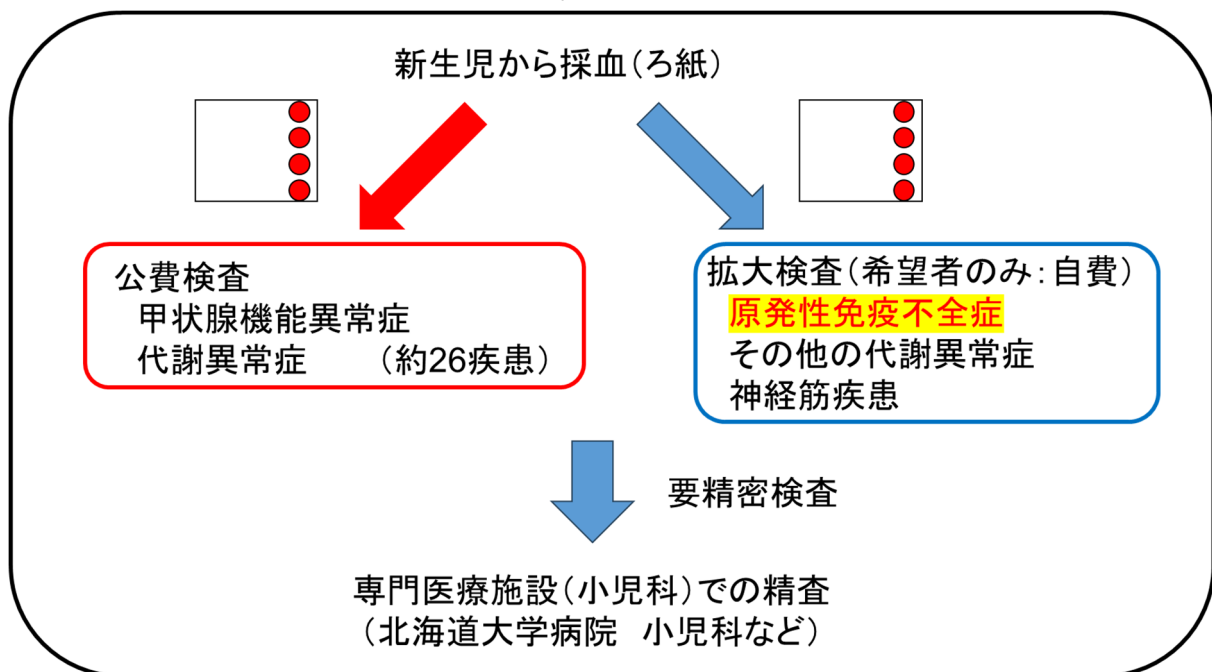 新生児から採血(ろ紙)
公費検査
甲状腺機能異常症
代謝異常症　　(約26疾患)
拡大検査(希望者のみ:自費)
原発性免疫不全症
その他の代謝異常症
神経筋疾患
要精密検査
専門医療施設(小児科)での精査
(北海道大学病院　小児科など)